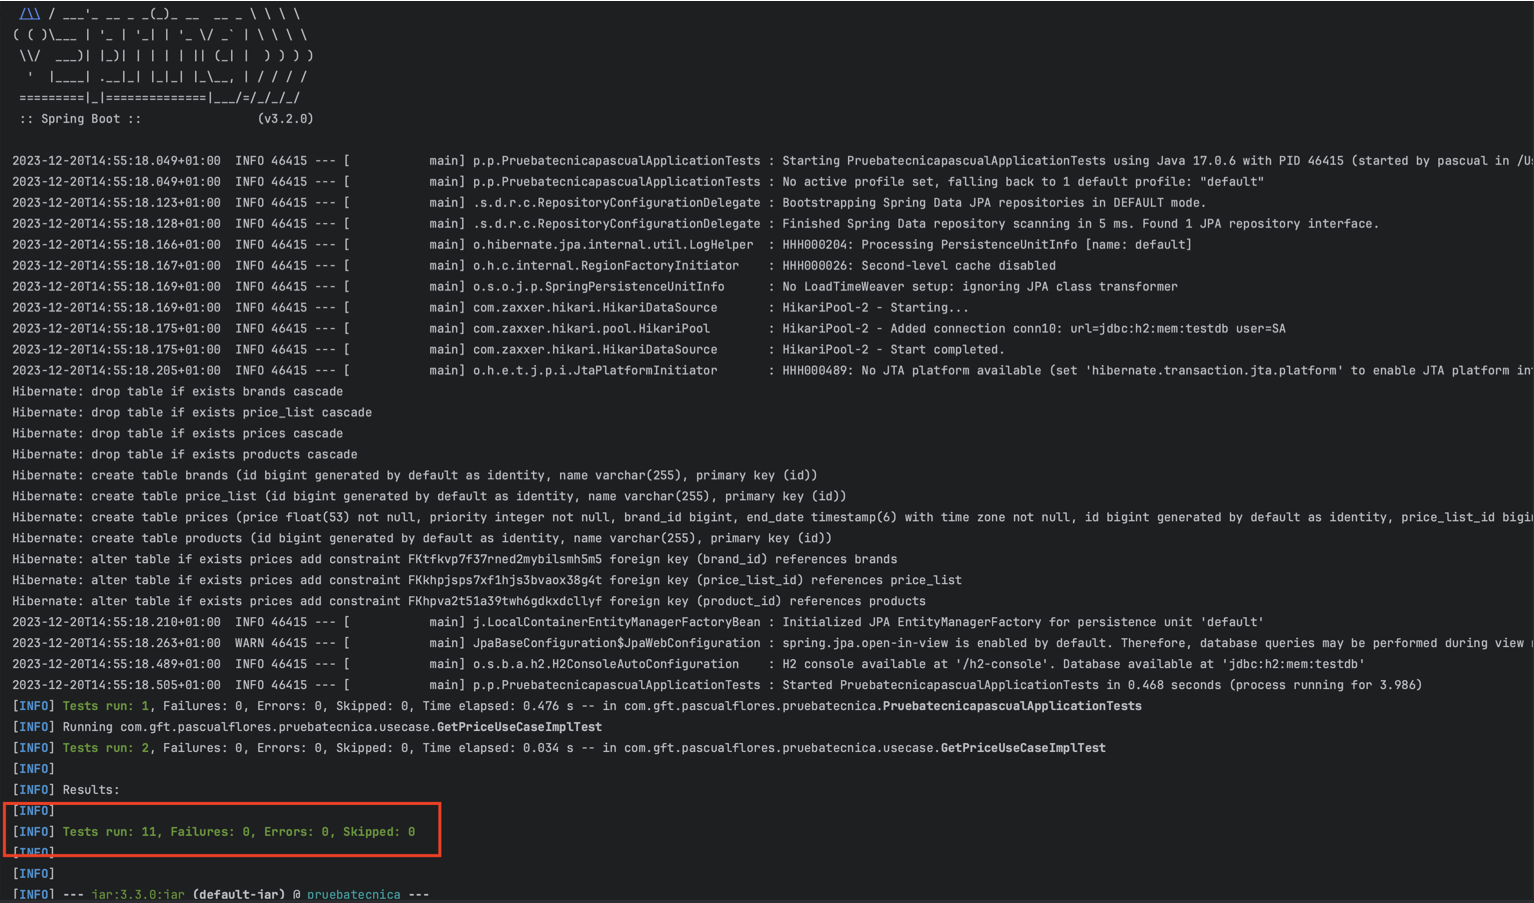 /\\ / ___'_ __ _ _(_)_ __  __ _ \ \ \ \
( ( )\___ | '_ | '_| | '_ \/ _` | \ \ \ \
 \\/  ___)| |_)| | | | | || (_| |  ) ) ) )
  '  |____| .__|_| |_|_| |_\__, | / / / /
 =========|_|==============|___/=/_/_/_/
 :: Spring Boot ::                (v3.2.0)
2023-12-20T14:55:18.049+01:00  INFO 46415 --- [           main] p.p.PruebatecnicapascualApplicationTests : Starting PruebatecnicapascualApplicationTests using Java 17.0.6 with PID 46415 (started by pascual in /Us
2023-12-20T14:55:18.049+01:00  INFO 46415 --- [           main] p.p.PruebatecnicapascualApplicationTests : No active profile set, falling back to 1 default profile: "default"
2023-12-20T14:55:18.123+01:00  INFO 46415 --- [           main] .s.d.r.c.RepositoryConfigurationDelegate : Bootstrapping Spring Data JPA repositories in DEFAULT mode.
2023-12-20T14:55:18.128+01:00  INFO 46415 --- [           main] .s.d.r.c.RepositoryConfigurationDelegate : Finished Spring Data repository scanning in 5 ms. Found 1 JPA repository interface.
2023-12-20T14:55:18.166+01:00  INFO 46415 --- [           main] o.hibernate.jpa.internal.util.LogHelper  : HHH000204: Processing PersistenceUnitInfo [name: default]
2023-12-20T14:55:18.167+01:00  INFO 46415 --- [           main] o.h.c.internal.RegionFactoryInitiator    : HHH000026: Second-level cache disabled
2023-12-20T14:55:18.169+01:00  INFO 46415 --- [           main] o.s.o.j.p.SpringPersistenceUnitInfo      : No LoadTimeWeaver setup: ignoring JPA class transformer
2023-12-20T14:55:18.169+01:00  INFO 46415 --- [           main] com.zaxxer.hikari.HikariDataSource       : HikariPool-2 - Starting...
2023-12-20T14:55:18.175+01:00  INFO 46415 --- [           main] com.zaxxer.hikari.pool.HikariPool        : HikariPool-2 - Added connection conn10: url=jdbc:h2:mem:testdb user=SA
2023-12-20T14:55:18.175+01:00  INFO 46415 --- [           main] com.zaxxer.hikari.HikariDataSource       : HikariPool-2 - Start completed.
2023-12-20T14:55:18.205+01:00  INFO 46415 --- [           main] o.h.e.t.j.p.i.JtaPlatformInitiator       : HHH000489: No JTA platform available (set 'hibernate.transaction.jta.platform' to enable JTA platform int
Hibernate: drop table if exists brands cascade
Hibernate: drop table if exists price_list cascade
Hibernate: drop table if exists prices cascade
Hibernate: drop table if exists products cascade
Hibernate: create table brands (id bigint generated by default as identity, name varchar(255), primary key (id))
Hibernate: create table price_list (id bigint generated by default as identity, name varchar(255), primary key (id))
Hibernate: create table prices (price float(53) not null, priority integer not null, brand_id bigint, end_date timestamp(6) with time zone not null, id bigint generated by default as identity, price_list_id bigin
Hibernate: create table products (id bigint generated by default as identity, name varchar(255), primary key (id))
Hibernate: alter table if exists prices add constraint FKtfkvp7f37rned2mybilsmh5m5 foreign key (brand_id) references brands
Hibernate: alter table if exists prices add constraint FKkhpjsps7xf1hjs3bvaox38g4t foreign key (price_list_id) references price_list
Hibernate: alter table if exists prices add constraint FKhpva2t51a39twh6gdkxdcllyf foreign key (product_id) references products
2023-12-20T14:55:18.210+01:00  INFO 46415 --- [           main] j.LocalContainerEntityManagerFactoryBean : Initialized JPA EntityManagerFactory for persistence unit 'default'
2023-12-20T14:55:18.263+01:00  WARN 46415 --- [           main] JpaBaseConfiguration$JpaWebConfiguration : spring.jpa.open-in-view is enabled by default. Therefore, database queries may be performed during view
2023-12-20T14:55:18.489+01:00  INFO 46415 --- [           main] o.s.b.a.h2.H2ConsoleAutoConfiguration    : H2 console available at '/h2-console'. Database available at 'jdbc:h2:mem:testdb'
2023-12-20T14:55:18.505+01:00  INFO 46415 --- [           main] p.p.PruebatecnicapascualApplicationTests : Started PruebatecnicapascualApplicationTests in 0.468 seconds (process running for 3.986)
[INFO] Tests run: 1, Failures: 0, Errors: 0, Skipped: 0, Time elapsed: 0.476 s -- in com.gft.pascualflores.pruebatecnica.PruebatecnicapascualApplicationTests
[INFO] Running com.gft.pascualflores.pruebatecnica.usecase.GetPriceUseCaseImplTest
[INFO] Tests run: 2, Failures: 0, Errors: 0, Skipped: 0, Time elapsed: 0.034 s -- in com.gft.pascualflores.pruebatecnica.usecase.GetPriceUseCaseImplTest
[INFO]
[INFO] Results:
[INFO]
[INFO] Tests run: 11, Failures: 0, Errors: 0, Skipped: 0
[INFO]
[INFO]
[INFO] --- jar:3.3.0:jar (default-jar) @ pruebatecnica ---